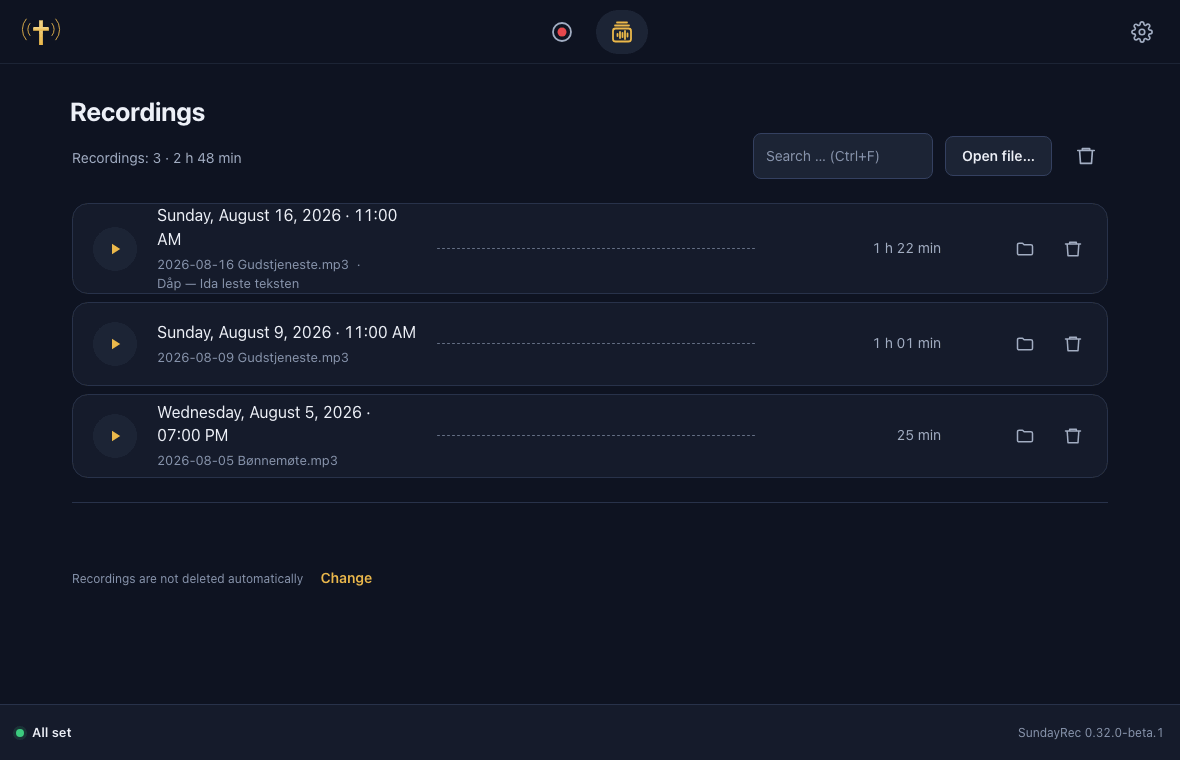 Recordings
Recordings: 3 · 2 h 48 min
Search … (Ctrl+F)
Open file…
Sunday, August 16, 2026 · 11:00
AM
2026-08-16 Gudstjeneste.mp3 ·
Dåp — Ida leste teksten
1 h 22 min
Sunday, August 9, 2026 · 11:00 AM
2026-08-09 Gudstjeneste.mp3
1 h 01 min
Wednesday, August 5, 2026 ·
07:00 PM
2026-08-05 Bønnemøte.mp3
25 min
Recordings are not deleted automatically
Change
All set
SundayRec 0.32.0-beta.1